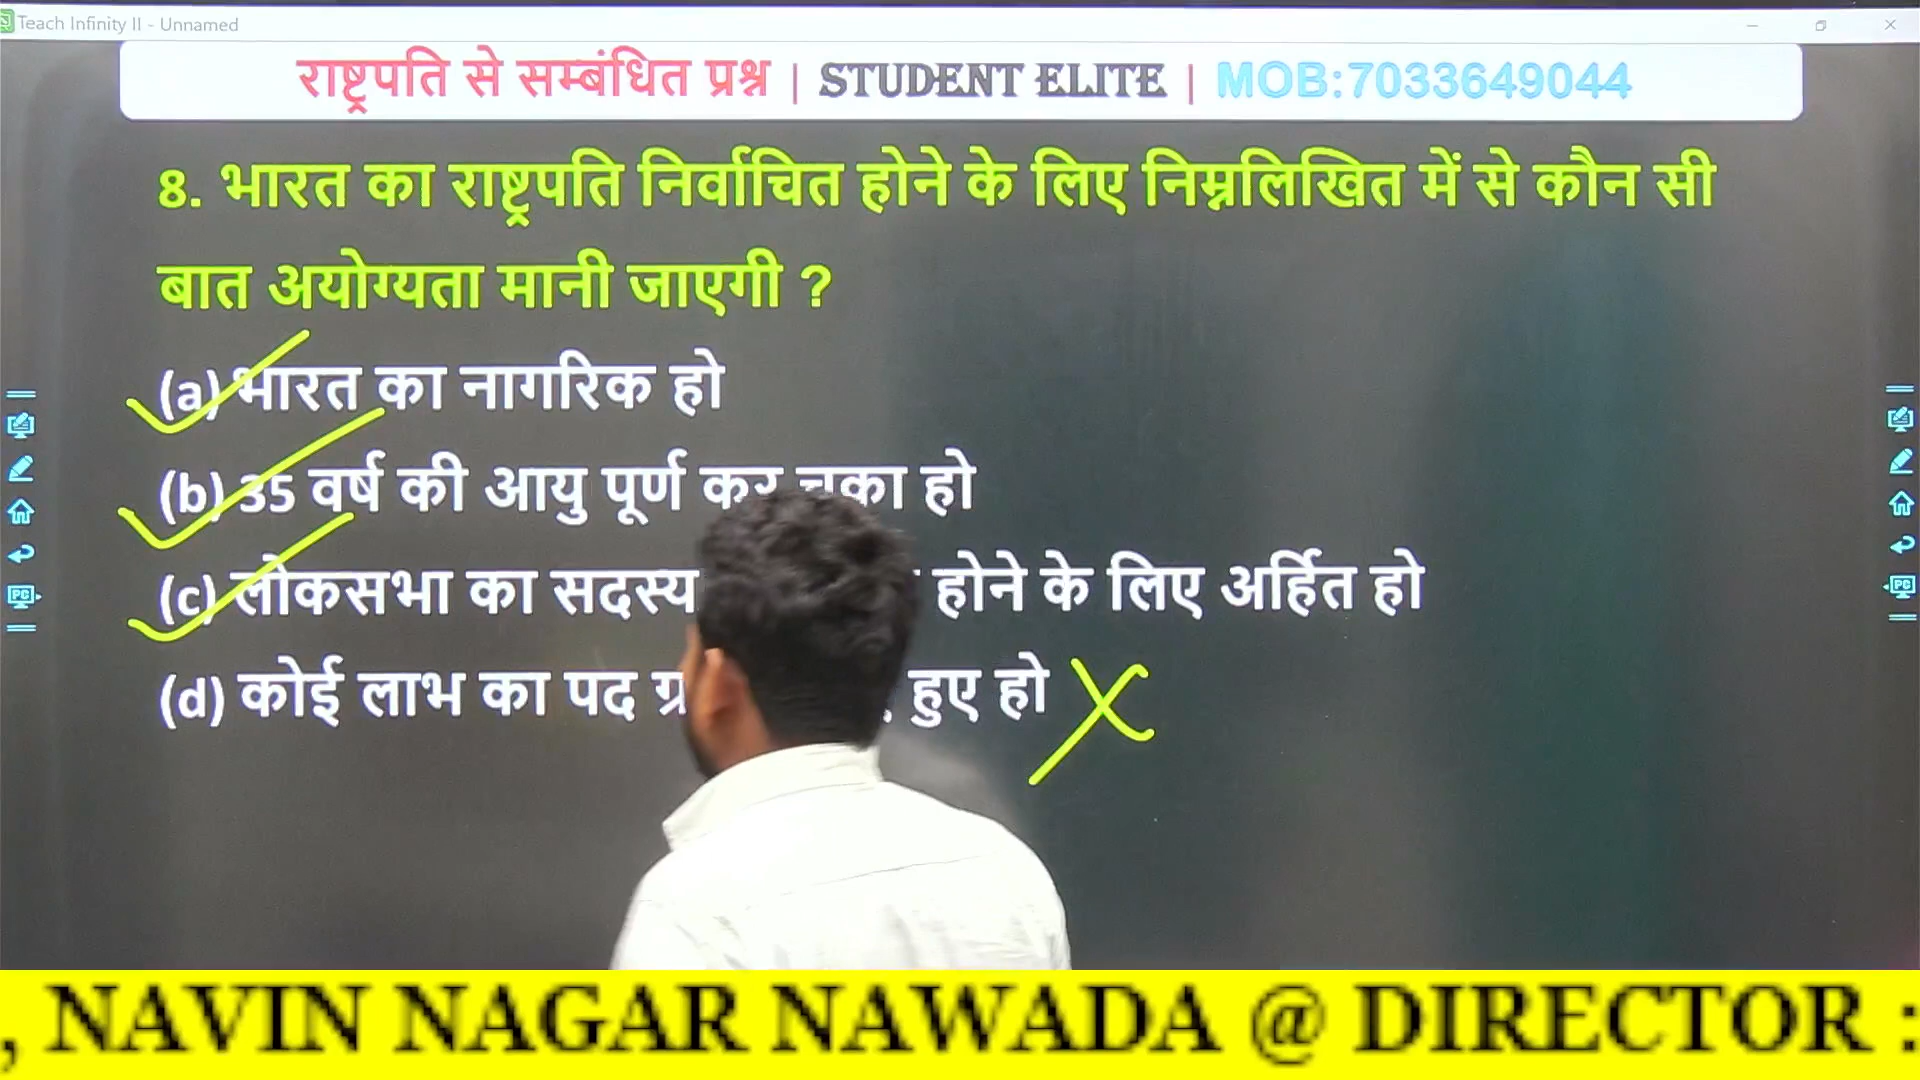 Teach Infinity II - Unnamed
राष्ट्रपति से सम्बंधित प्रश्न | STUDENT ELITE | MOB:7033649044
8. भारत का राष्ट्रपति निर्वाचित होने के लिए निम्नलिखित में से कौन सी
बात अयोग्यता मानी जाएगी ?
(a) भारत का नागरिक हो
(b) 35 वर्ष की आयु पूर्ण कर चुका हो
(c) लोकसभा का सदस्य होने के लिए अर्हित हो
(d) कोई लाभ का पद हुए हो
, NAVIN NAGAR NAWADA @ DIRECTOR :